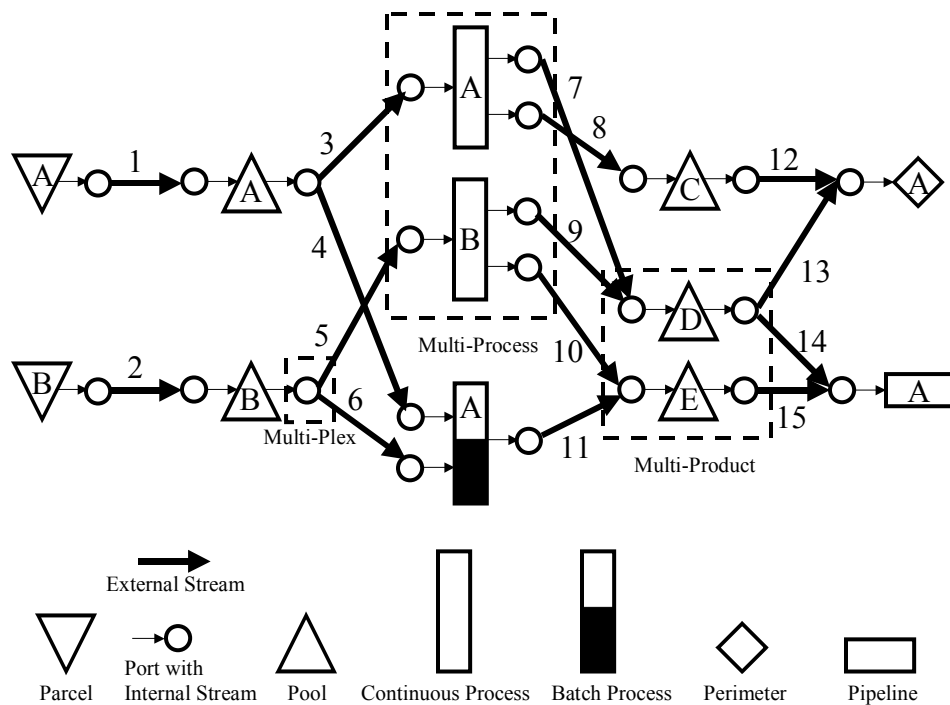 A
7
3
8
1
12
A
A
C
A
4
B
9
13
5
Multi-Process
D
10
14
2
B
B
6
A
E
15
A
Multi-Plex
11
Multi-Product
External Stream
Port with
Internal Stream
Parcel
Pool
Continuous Process
Batch Process
Perimeter
Pipeline